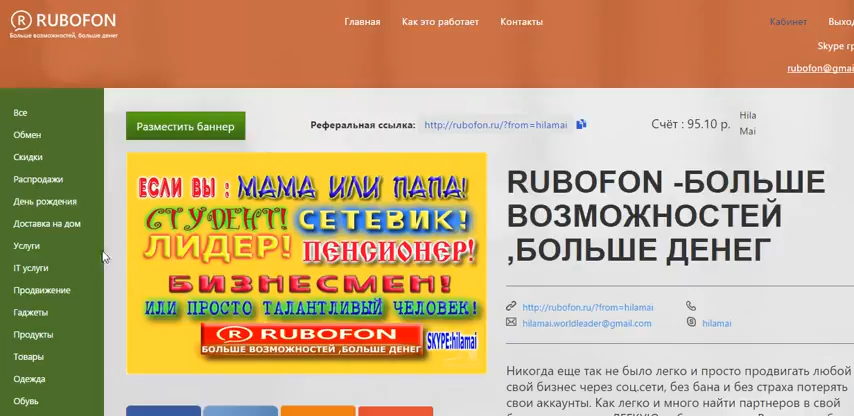 RUBOFON
Больше возможностей, больше денег
Главная
Как это работает
Контакты
Кабинет
Skype
rubofon@gmai
Все
Обмен
Скидки
Распродажи
День рождения
Доставка на дом
Услуги
IT услуги
Продвижение
Гаджеты
Продукты
Товары
Одежда
Обувь
Разместить баннер
Реферальная ссылка: http://rubofon.ru/?from=hilamai
Счёт : 95.10 р.
Hila
Mai
ЕСЛИ ВЫ : МАМА ИЛИ ПАПА!
СТУДЕНТ! СЕТЕВИК!
ЛИДЕР! ПЕНСИОНЕР!
БИЗНЕСМЕН!
ИЛИ ПРОСТО ТАЛАНТЛИВЫЙ ЧЕЛОВЕК!
RUBOFON
БОЛЬШЕ ВОЗМОЖНОСТЕЙ ,БОЛЬШЕ ДЕНЕГ
SKYPE:hilamai
RUBOFON -БОЛЬШЕ
ВОЗМОЖНОСТЕЙ
,БОЛЬШЕ ДЕНЕГ
http://rubofon.ru/?from=hilamai
hilamai.worldleader@gmail.com
hilamai
Никогда еще так не было легко и просто продвигать любой
свой бизнес через соц.сети, без бана и без страха потерять
свои аккаунты. Как легко и много найти партнеров в свой